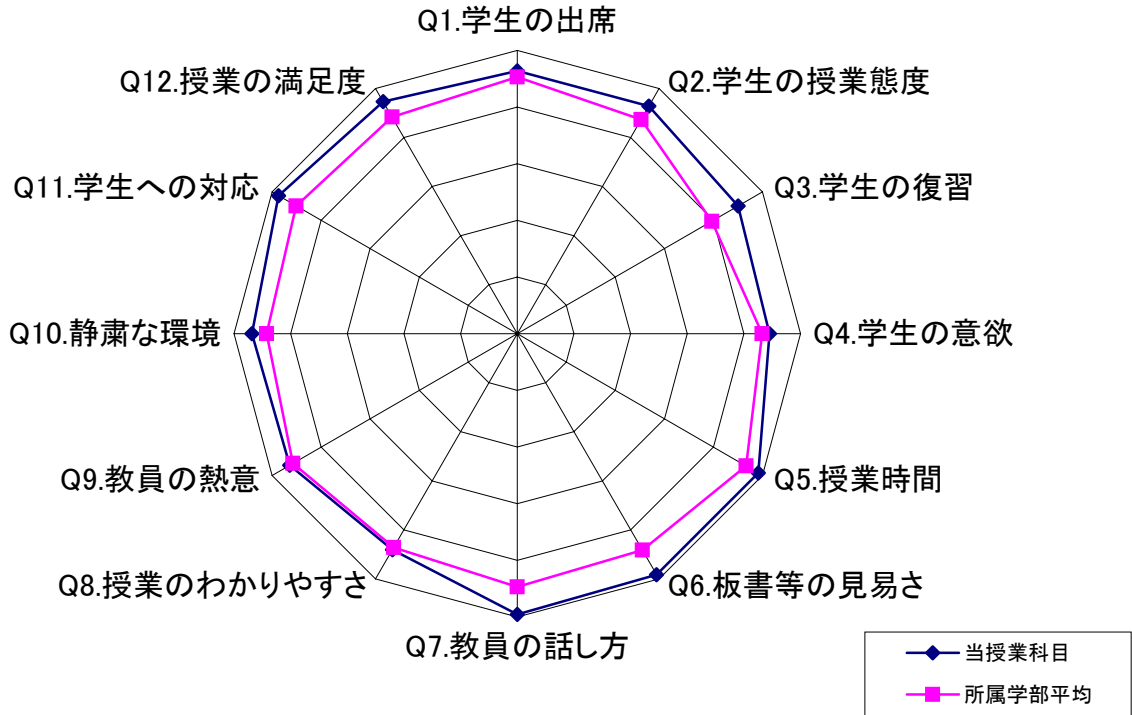 Q1.学生の出席
Q2.学生の授業態度
Q3.学生の復習
Q4.学生の意欲
Q5.授業時間
Q6.板書等の見易さ
Q7.教員の話し方
Q8.授業のわかりやすさ
Q9.教員の熱意
Q10.静粛な環境
Q11.学生への対応
Q12.授業の満足度
当授業科目
所属学部平均